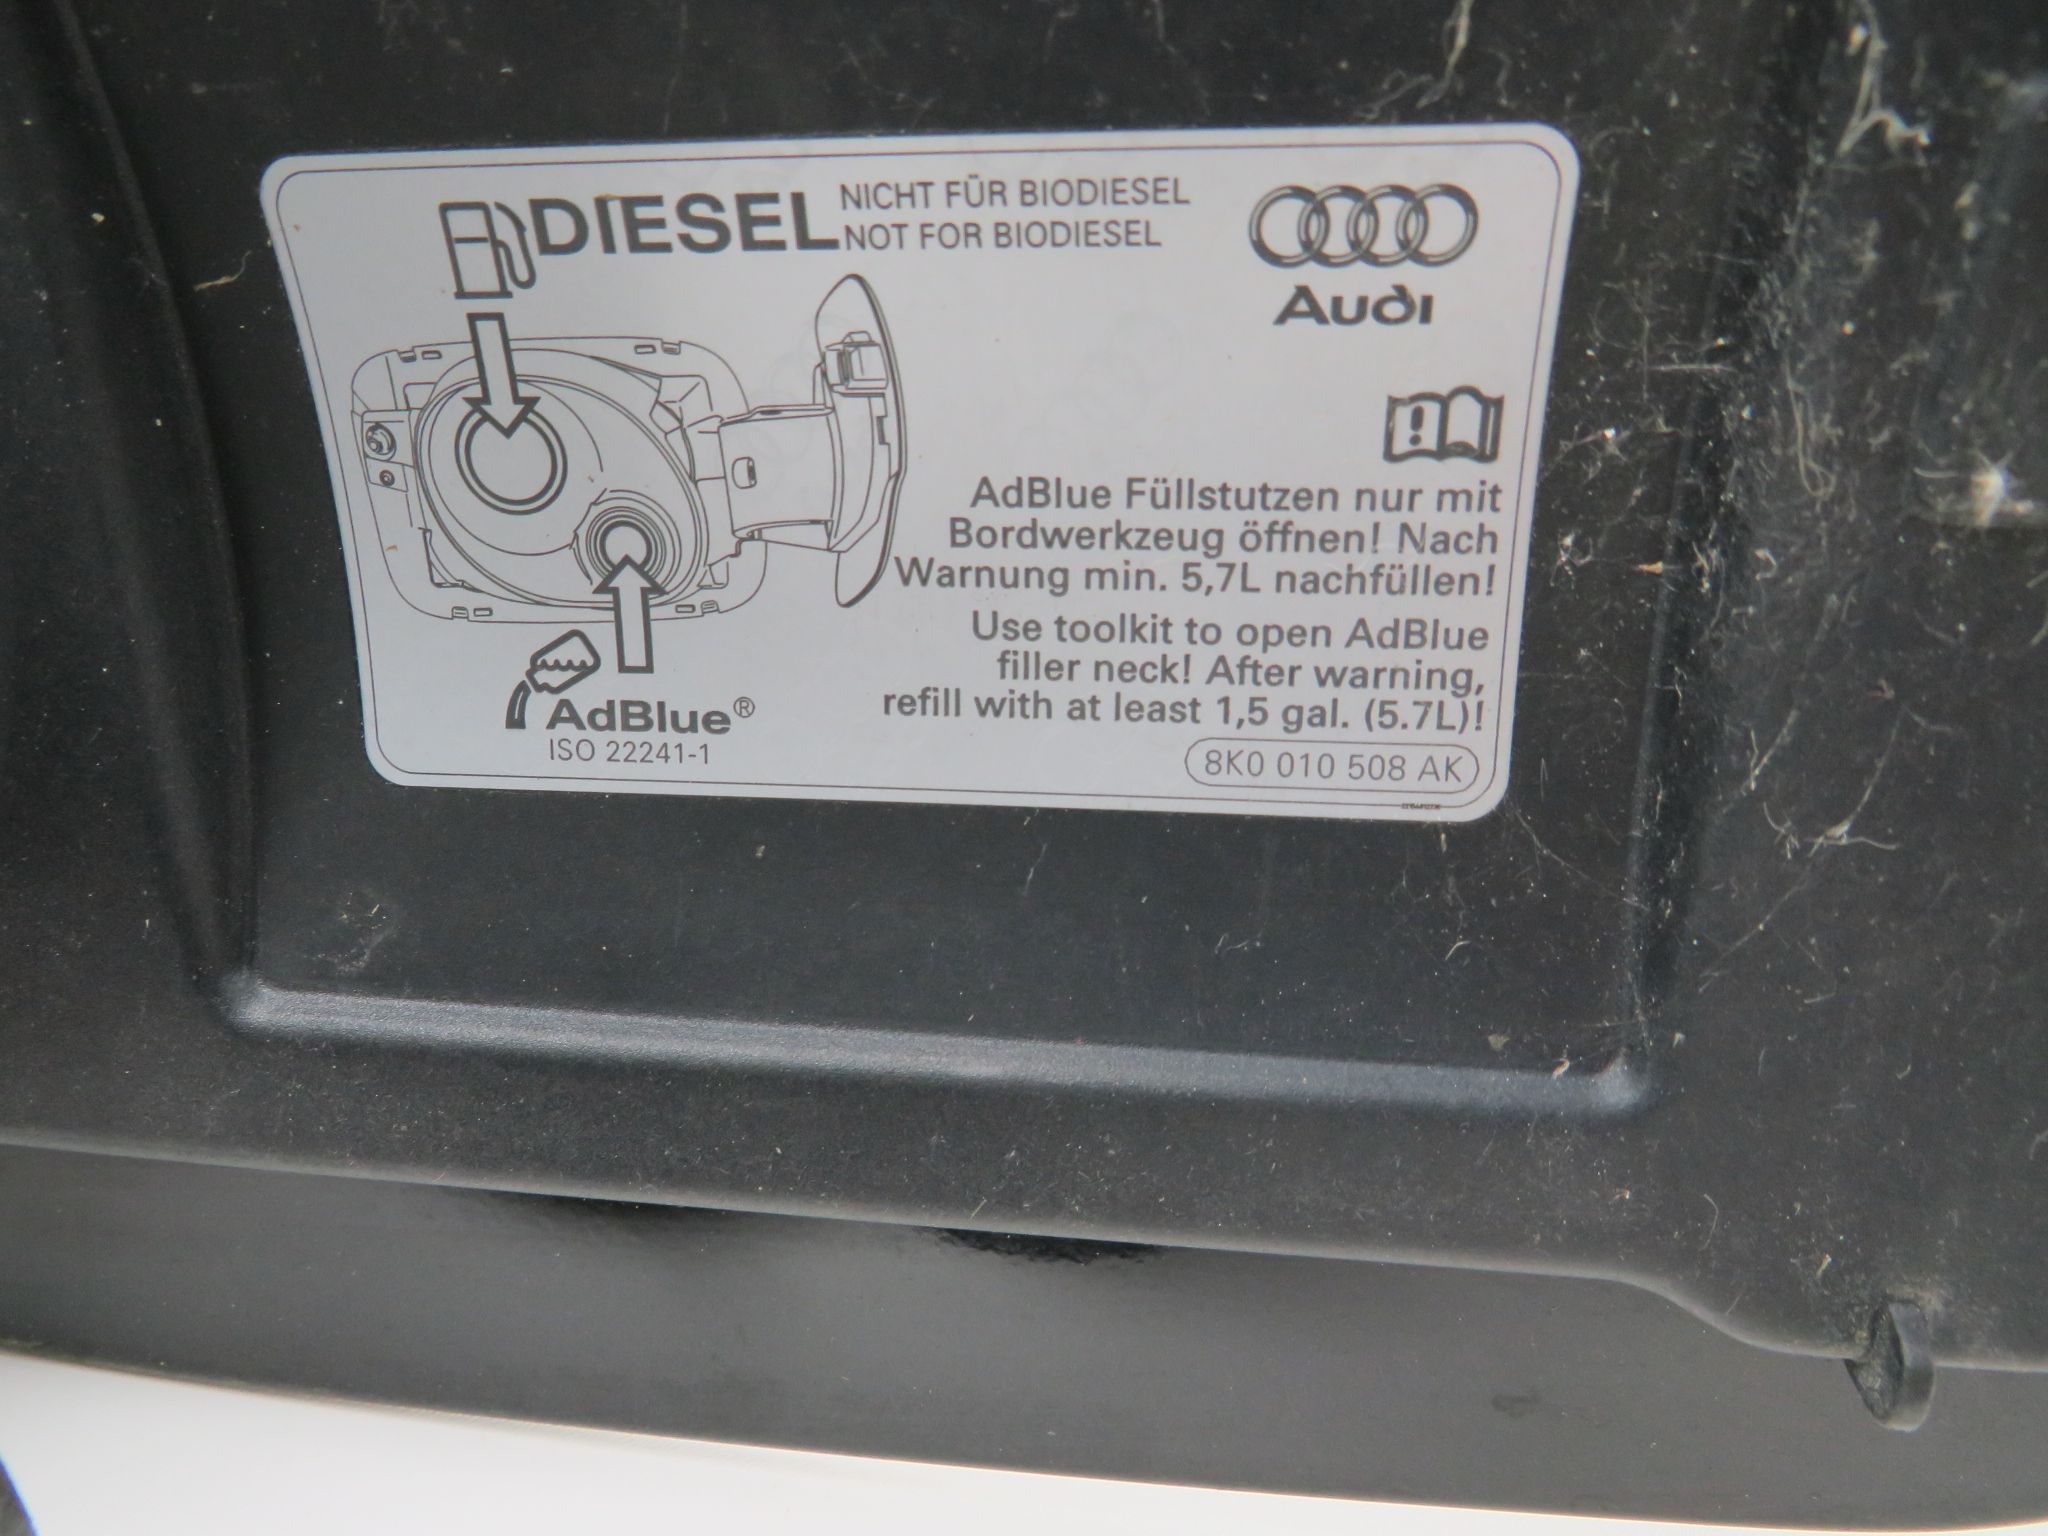 DIESEL
NICHT FÜR BIODIESEL
NOT FOR BIODIESEL
Audi
AdBlue Füllstutzen nur mit
Bordwerkzeug öffnen! Nach
Warnung min. 5,7L nachfüllen!
Use toolkit to open AdBlue
filler neck! After warning,
refill with at least 1,5 gal. (5.7L)!
AdBlue®
ISO 22241-1
8K0 010 508 AK